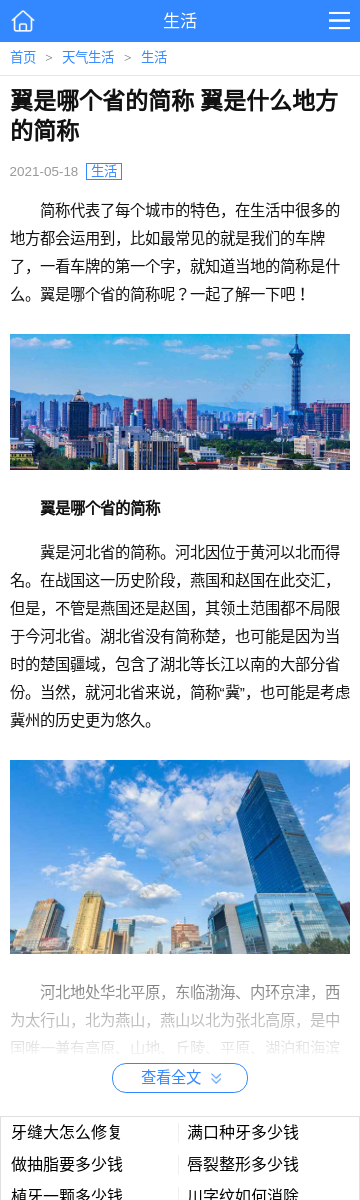 生活
首页 > 天气生活 > 生活
翼是哪个省的简称 翼是什么地方
的简称
2021-05-18 生活
简称代表了每个城市的特色，在生活中很多的
地方都会运用到，比如最常见的就是我们的车牌
了，一看车牌的第一个字，就知道当地的简称是什
么。翼是哪个省的简称呢？一起了解一下吧！
翼是哪个省的简称
冀是河北省的简称。河北因位于黄河以北而得
名。在战国这一历史阶段，燕国和赵国在此交汇，
但是，不管是燕国还是赵国，其领土范围都不局限
于今河北省。湖北省没有简称楚，也可能是因为当
时的楚国疆域，包含了湖北等长江以南的大部分省
份。当然，就河北省来说，简称“冀”，也可能是考虑
冀州的历史更为悠久。
河北地处华北平原，东临渤海、内环京津，西
为太行山，北为燕山，燕山以北为张北高原，是中
国唯一兼有高原、山地、丘陵、平原、湖泊和海滨
查看全文
牙缝大怎么修复 满口种牙多少钱
做抽脂要多少钱 唇裂整形多少钱
植牙一颗多少钱 川字纹如何消除